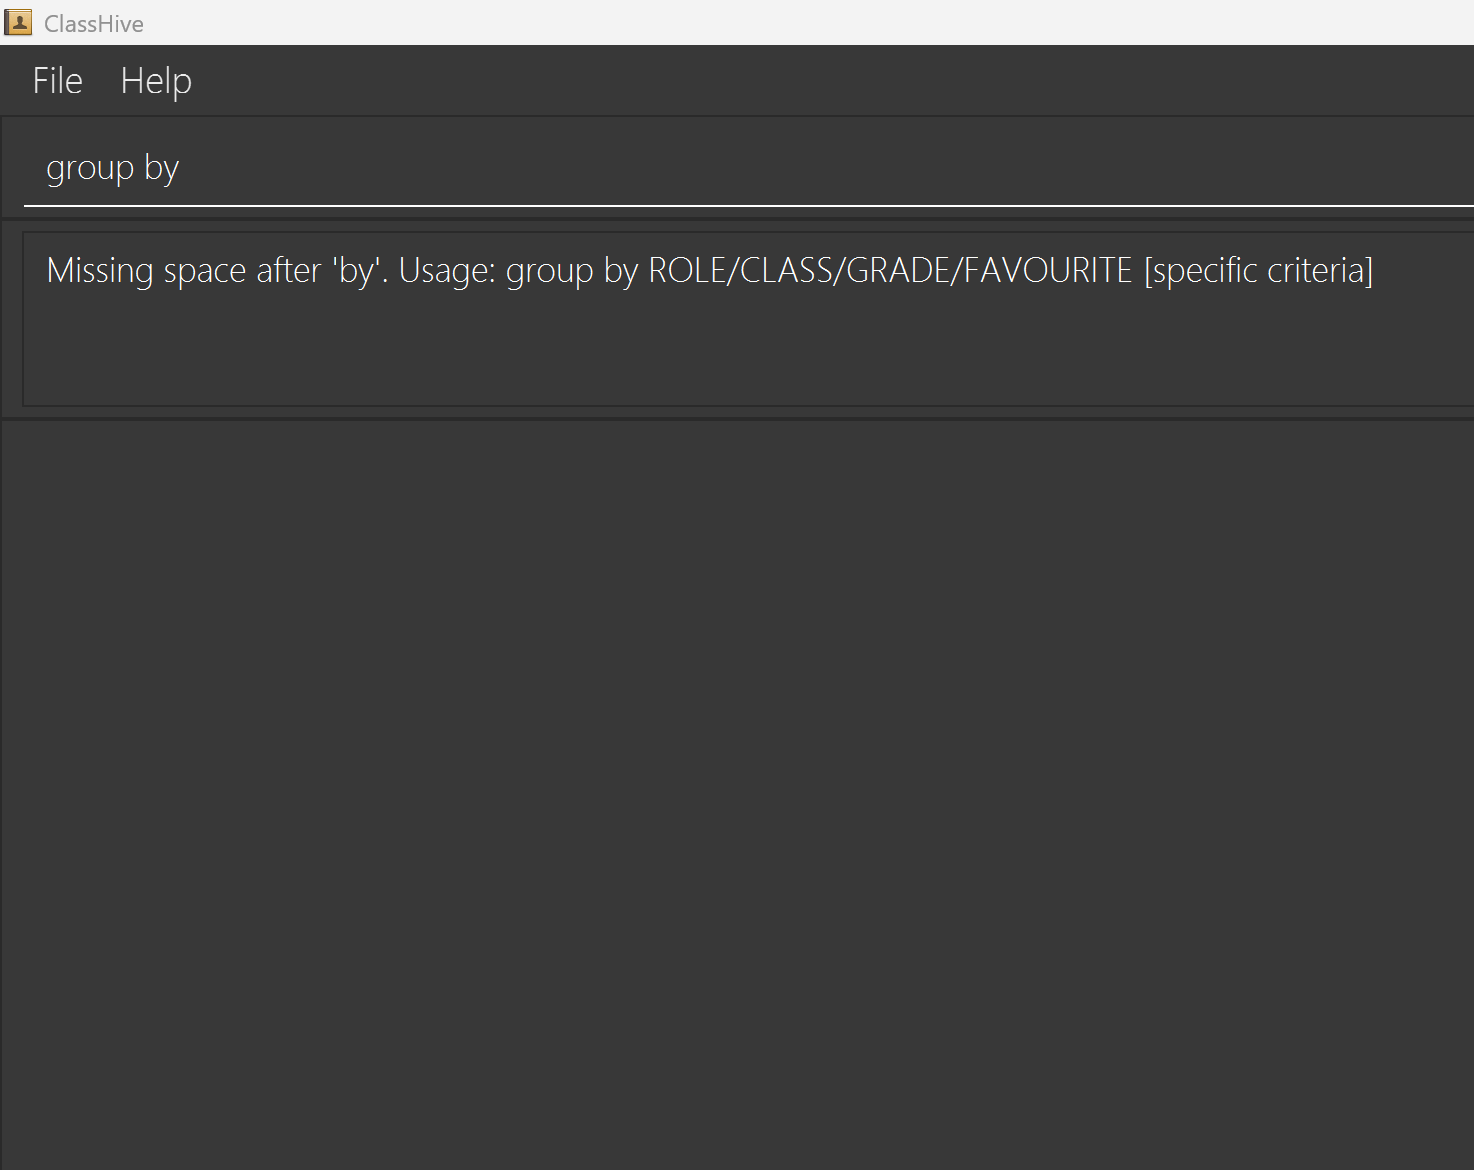 ClassHive
File Help
group by
Missing space after 'by'. Usage: group by ROLE/CLASS/GRADE/FAVOURITE [specific criteria]